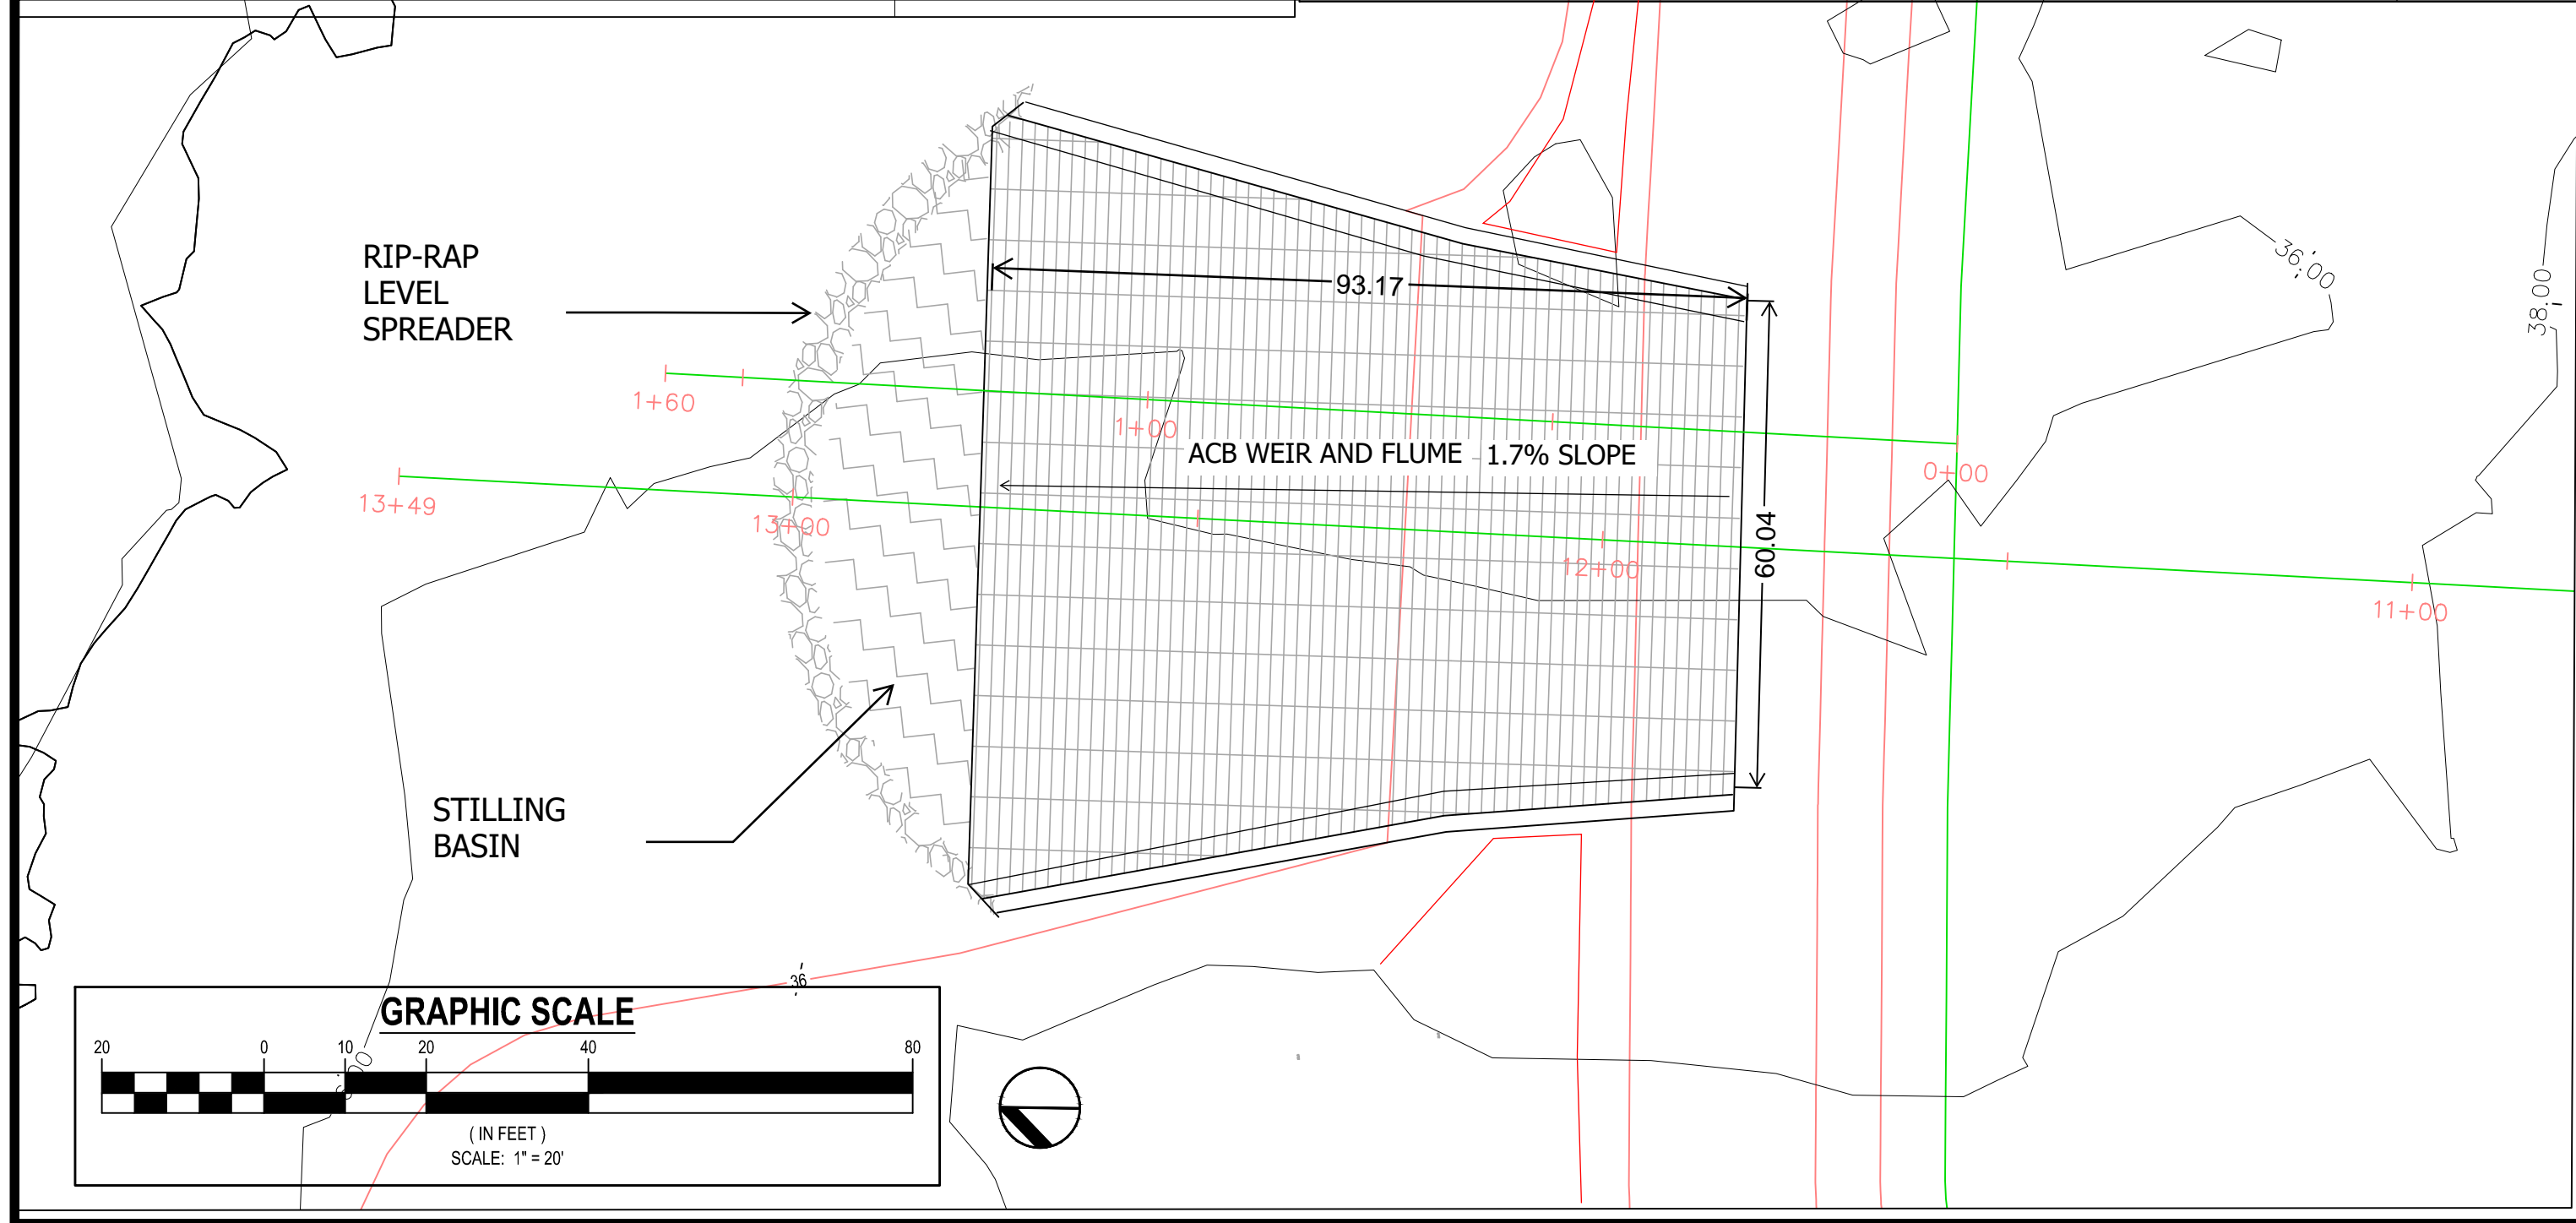 RIP-RAP
LEVEL
SPREADER
93.17
36.00
38.00
1+60
1+00
ACB WEIR AND FLUME - 1.7% SLOPE
0+00
13+49
13+00
12+00
60.04
11+00
STILLING
BASIN
36
GRAPHIC SCALE
20 0 10 20 40 80
( IN FEET )
SCALE: 1" = 20'